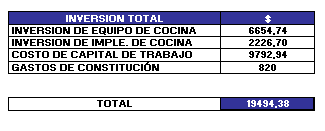 INVERSION TOTAL $
INVERSION DE EQUIPO DE COCINA 6654,74
INVERSION DE IMPLE. DE COCINA 2226,70
COSTO DE CAPITAL DE TRABAJO 9792,94
GASTOS DE CONSTITUCIÓN 820
TOTAL 19494,38